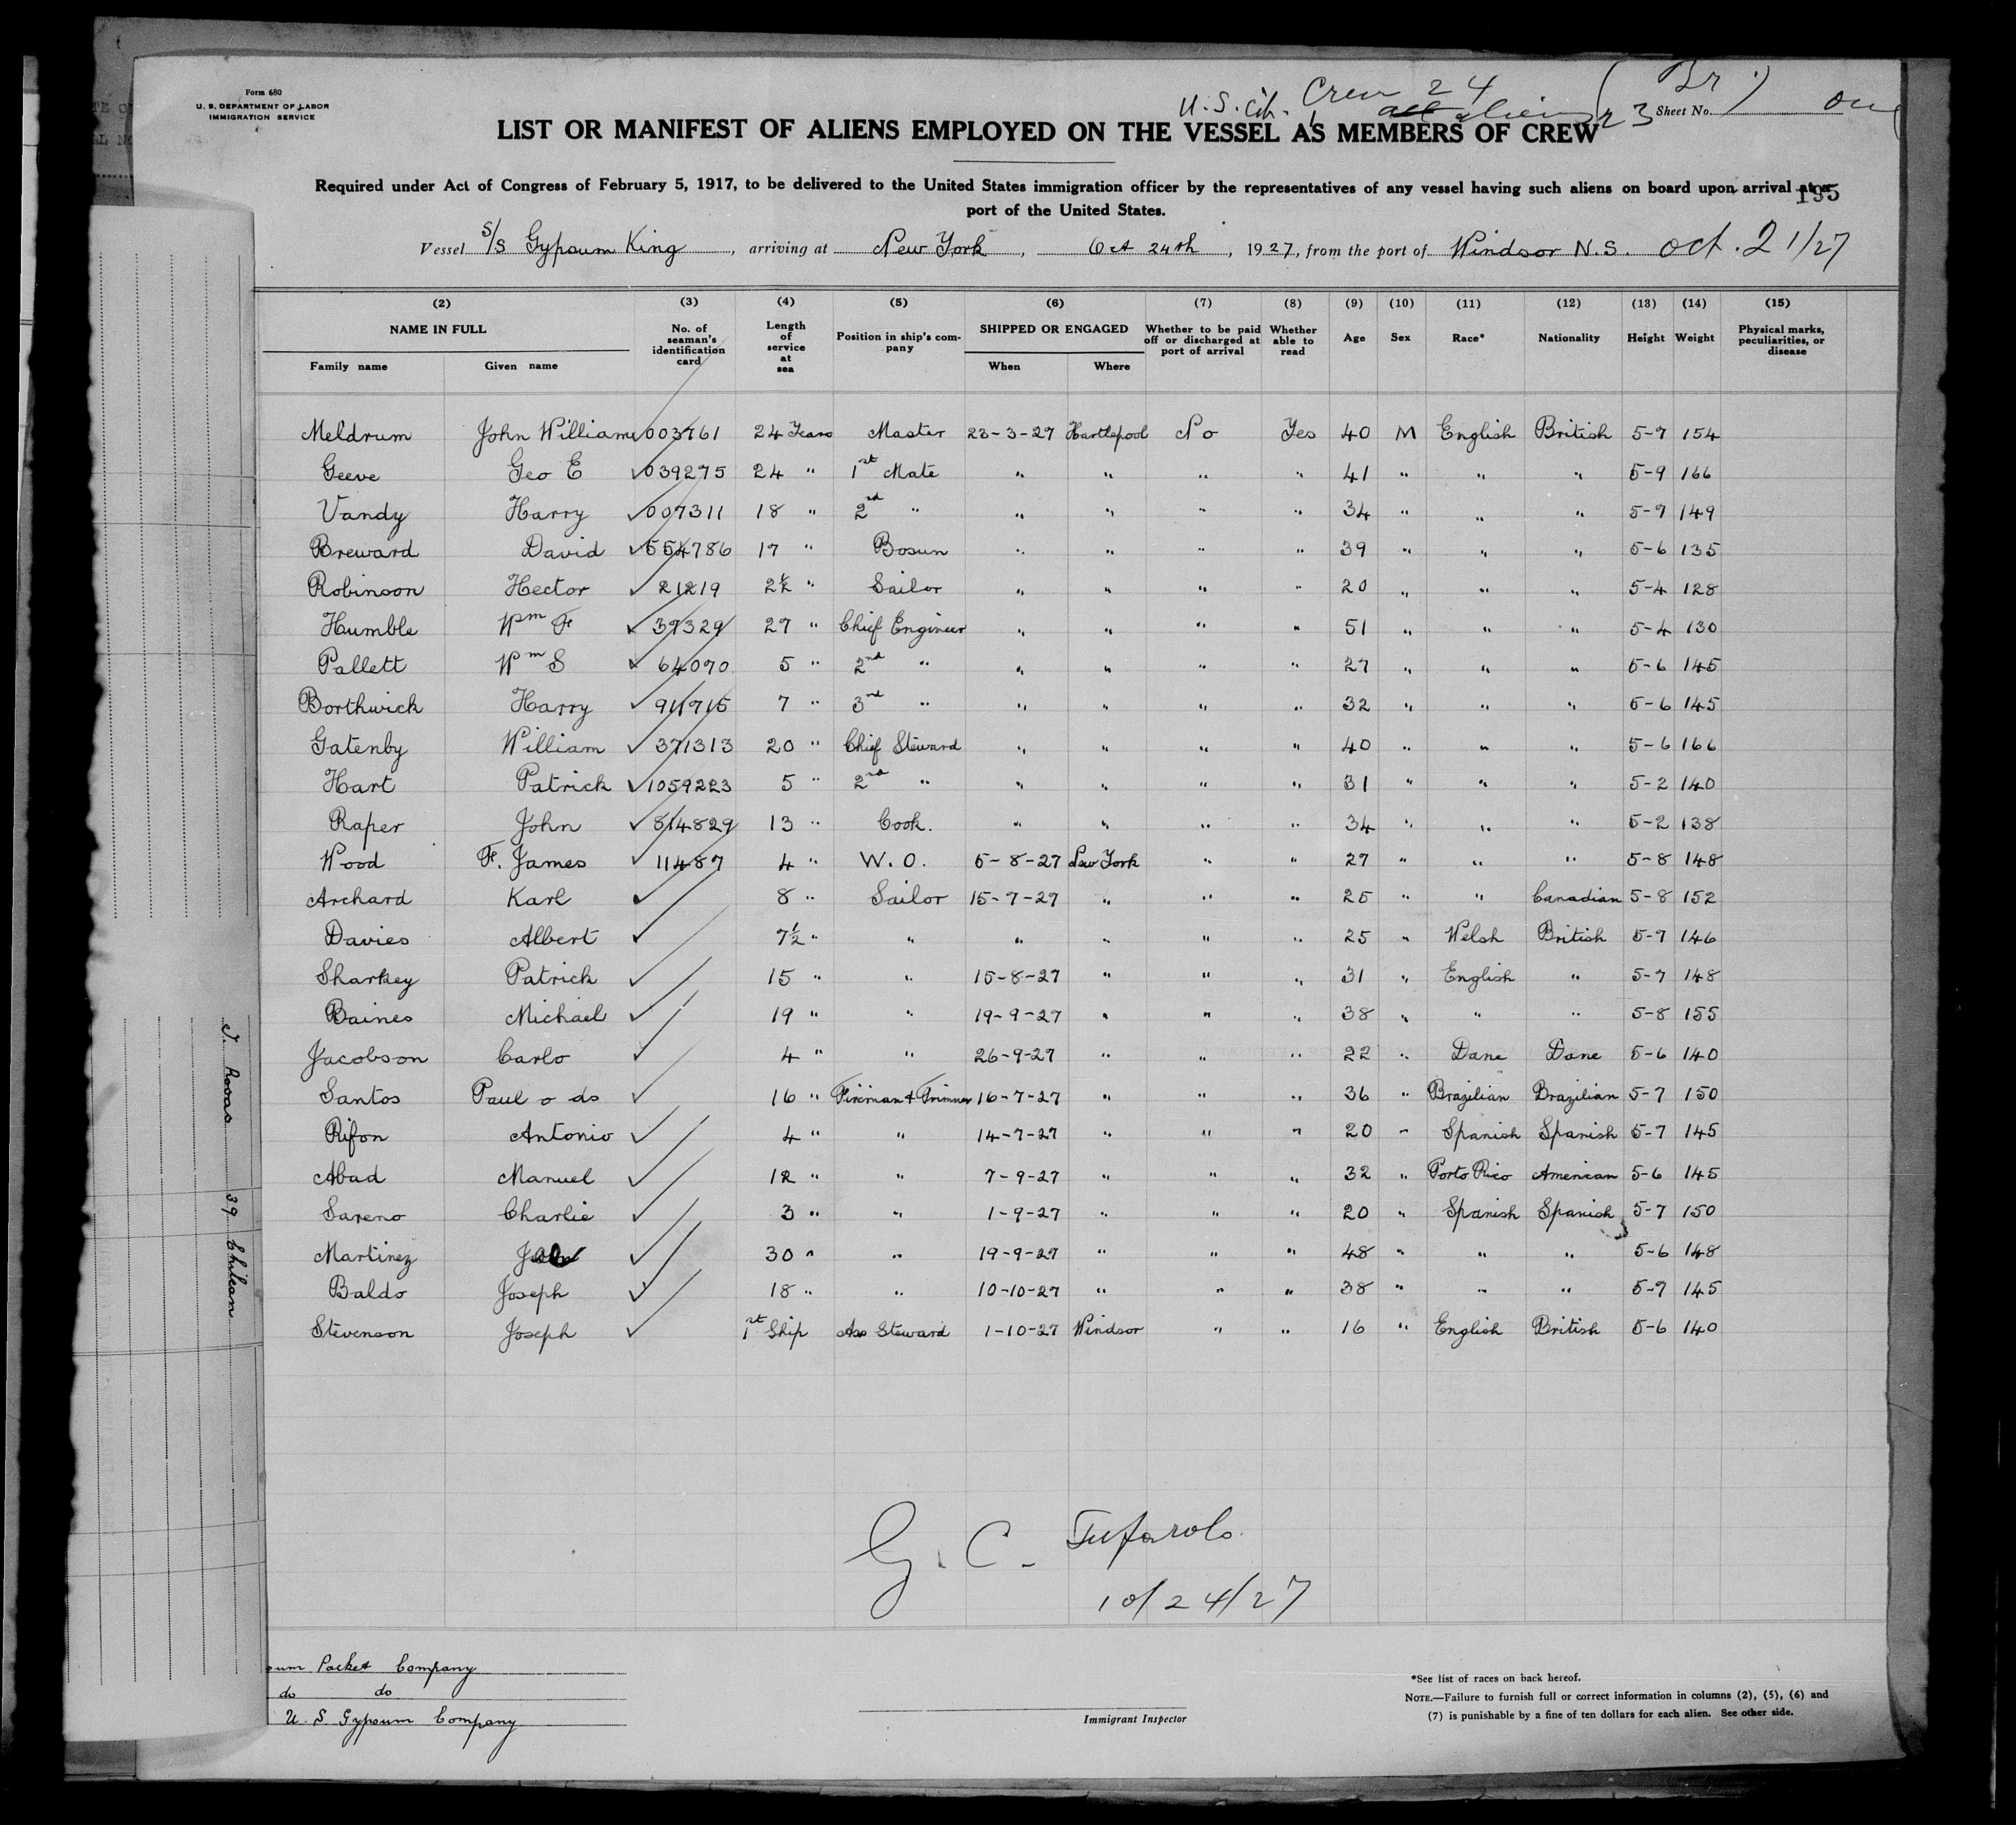 Form 680
U. S. DEPARTMENT OF LABOR
IMMIGRATION SERVICE
Crew 24 (Br.)
U. S. Cit. 1 aliens 23 Sheet No.
LIST OR MANIFEST OF ALIENS EMPLOYED ON THE VESSEL AS MEMBERS OF CREW
Required under Act of Congress of February 5, 1917, to be delivered to the United States immigration officer by the representatives of any vessel having such aliens on board upon arrival at a
port of the United States.
195
Vessel S/S Gypsum King, arriving at New York, Oct 24th, 1927, from the port of Windsor N.S. Oct. 21/27
(2) (3) (4) (5) (6) (7) (8) (9) (10) (11) (12) (13) (14) (15)
NAME IN FULL No. of seaman's identification card Length of service at sea Position in ship's company SHIPPED OR ENGAGED Whether to be paid off or discharged at port of arrival Whether able to read Age Sex Race* Nationality Height Weight Physical marks, peculiarities, or disease
Family name Given name When Where
Meldrum John William 003761 24 Years Master 23-3-27 Hartlepool No Yes 40 M English British 5-7 154
Geeve Geo E 039275 24 " 1st Mate " " " " 41 " " " 5-9 166
Vandy Harry 007311 18 " 2nd " " " " " 34 " " " 5-7 149
Breward David 554786 17 " Bosun " " " " 39 " " " 5-6 135
Robinson Hector 21219 2½ " Sailor " " " " 20 " " " 5-4 128
Humble Wm F 37329 27 " Chief Engineer " " " " 51 " " " 5-4 130
Pallett Wm S 64070 5 " 2nd " " " " " 27 " " " 5-6 145
Borthwick Harry 911715 7 " 3rd " " " " " 32 " " " 5-6 145
Gatenby William 371313 20 " Chief Steward " " " " 40 " " " 5-6 166
Hart Patrick 1059223 5 " 2nd " " " " " 31 " " " 5-2 140
Raper John 814829 13 " Cook. " " " " 34 " " " 5-2 138
Wood F. James 11487 4 " W. O. 5-8-27 New York " " 27 " " " 5-8 148
Archard Karl 8 " Sailor 15-7-27 " " " 25 " " Canadian 5-8 152
Davies Albert 7½ " " " " " " 25 " Welsh British 5-7 146
Sharkey Patrick 15 " " 15-8-27 " " " 31 " English " 5-7 148
Baines Michael 19 " " 19-9-27 " " " 38 " " " 5-8 155
Jacobson Carlo 4 " " 26-9-27 " " " 22 " Dane Dane 5-6 140
Santos Paul o ds 16 " Fireman & Trimmer 16-7-27 " " " 36 " Brazilian Brazilian 5-7 150
Rifon Antonio 4 " " 14-7-27 " " " 20 " Spanish Spanish 5-7 145
Abad Manuel 12 " " 7-9-27 " " " 32 " Porto Rico American 5-6 145
Sareno Charlie 3 " " 1-9-27 " " " 20 " Spanish Spanish 5-7 150
Martinez 30 " " 19-9-27 " " " 48 " " " 5-6 148
Baldo Joseph 18 " " 10-10-27 " " " 38 " " " 5-7 145
Stevenson Joseph 1st Ship Ass Steward 1-10-27 Windsor " " 16 " English British 5-6 140
39 Chilean
G. C.
10/24/27
Packet Company
do do
U. S Gypsum Company
Immigrant Inspector
*See list of races on back hereof.
NOTE.—Failure to furnish full or correct information in columns (2), (5), (6) and
(7) is punishable by a fine of ten dollars for each alien. See other side.